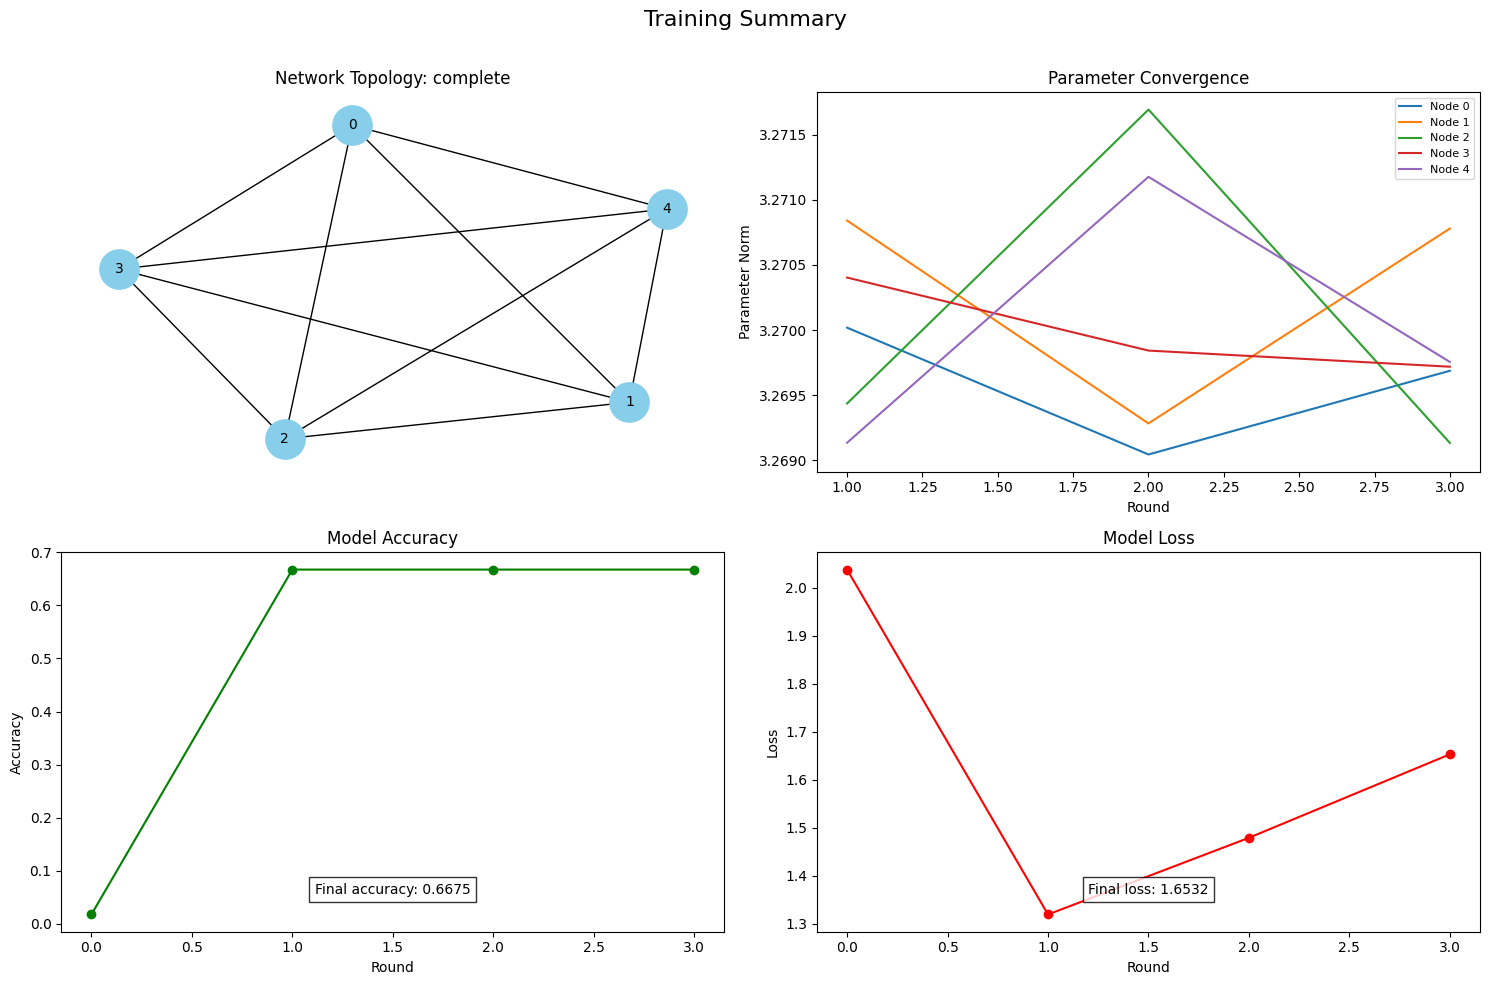 Training Summary
Network Topology: complete
0
4
3
1
2
Parameter Convergence
Node 0
Node 1
Node 2
Node 3
Node 4
3.2715
3.2710
3.2705
3.2700
3.2695
3.2690
Parameter Norm
1.00 1.25 1.50 1.75 2.00 2.25 2.50 2.75 3.00
Round
Model Accuracy
0.7
0.6
0.5
0.4
0.3
0.2
0.1
0.0
Accuracy
Final accuracy: 0.6675
0.0 0.5 1.0 1.5 2.0 2.5 3.0
Round
Model Loss
2.0
1.9
1.8
1.7
1.6
1.5
1.4
1.3
Loss
Final loss: 1.6532
0.0 0.5 1.0 1.5 2.0 2.5 3.0
Round